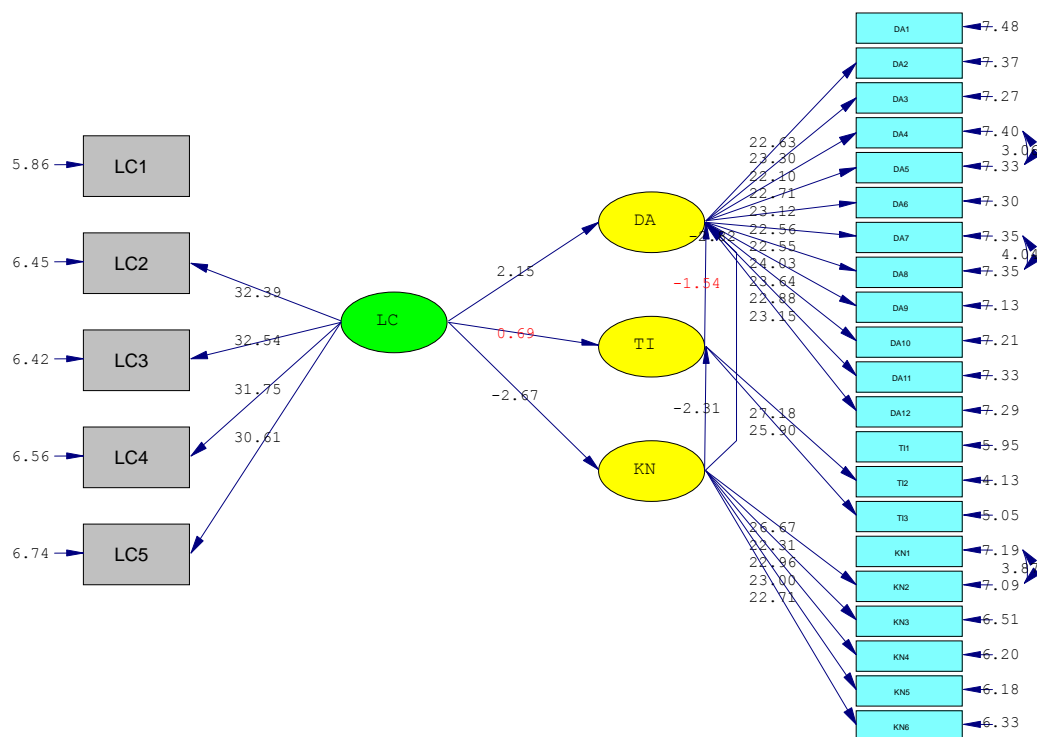 5.86 LC1
6.45 LC2
6.42 LC3
6.56 LC4
6.74 LC5
32.39
32.54
31.75
30.61
LC
2.15
0.69
-2.67
DA
TI
KN
-1.54
-2.31
22.63
23.30
22.10
22.71
23.12
22.56
22.55
24.03
23.64
22.88
23.15
27.18
25.90
26.67
22.31
22.96
23.00
22.71
DA1 7.48
DA2 7.37
DA3 7.27
DA4 7.40
DA5 7.33
DA6 7.30
DA7 7.35
DA8 7.35
DA9 7.13
DA10 7.21
DA11 7.33
DA12 7.29
TI1 5.95
TI2 4.13
TI3 5.05
KN1 7.19
KN2 7.09
KN3 6.51
KN4 6.20
KN5 6.18
KN6 6.33